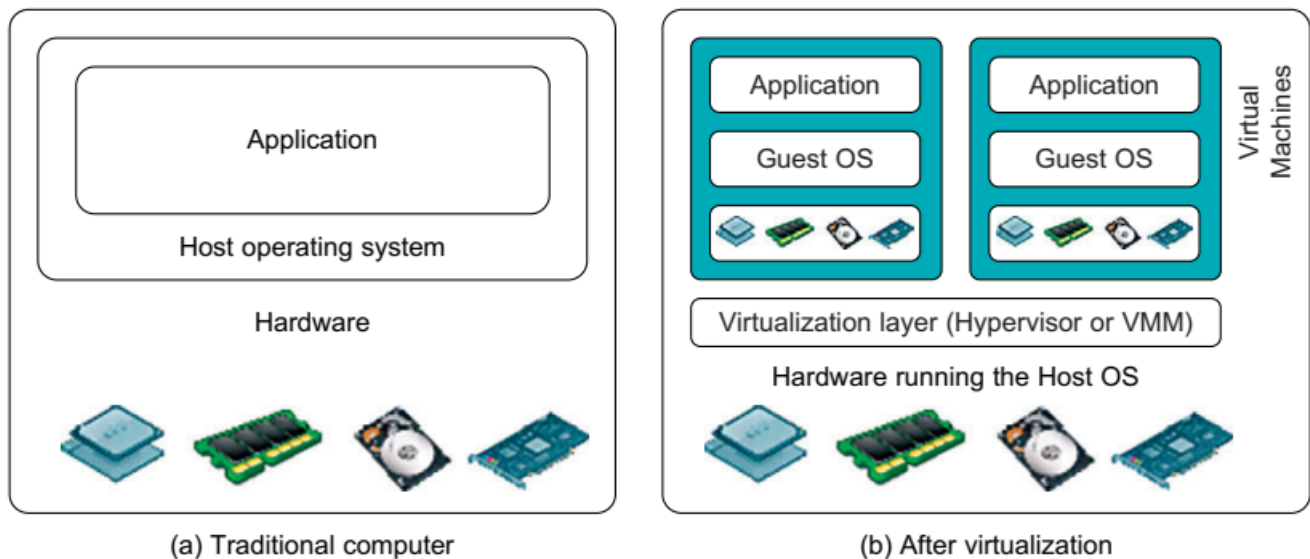 Application
Host operating system
Hardware
(a) Traditional computer
Application
Guest OS
Application
Guest OS
Virtual
Machines
Virtualization layer (Hypervisor or VMM)
Hardware running the Host OS
(b) After virtualization